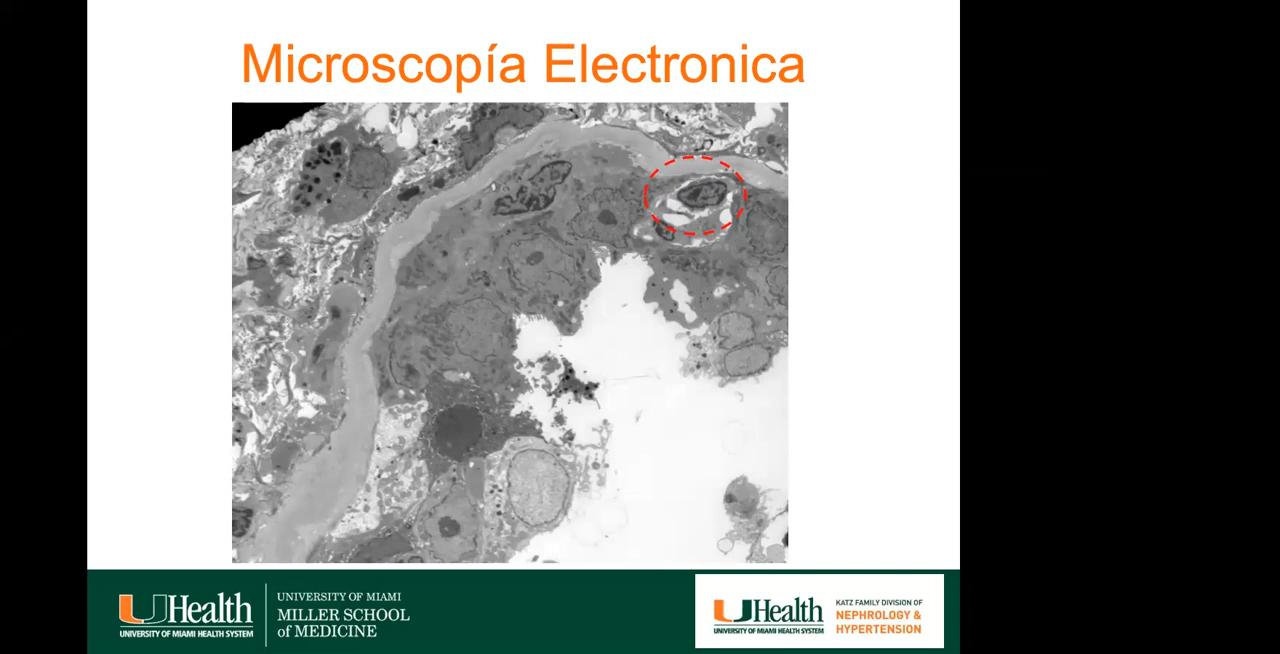 Microscopía Electronica
UHealth
UNIVERSITY OF MIAMI HEALTH SYSTEM
UNIVERSITY OF MIAMI
MILLER SCHOOL
of MEDICINE
UHealth
UNIVERSITY OF MIAMI HEALTH SYSTEM
KATZ FAMILY DIVISION OF
NEPHROLOGY &
HYPERTENSION